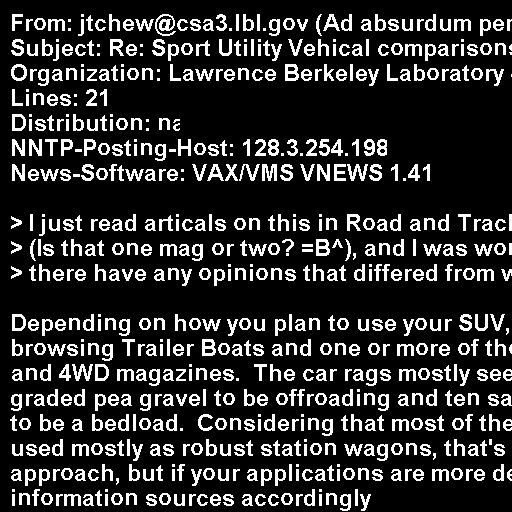 From: jtchew@csa3.lbl.gov (Ad absurdum per
Subject: Re: Sport Utility Vehical comparisons
Organization: Lawrence Berkeley Laboratory
Lines: 21
Distribution: na
NNTP-Posting-Host: 128.3.254.198
News-Software: VAX/VMS VNEWS 1.41
> I just read articals on this in Road and Track
> (Is that one mag or two? =B^), and I was
> there have any opinions that differed from
Depending on how you plan to use your SUV,
browsing Trailer Boats and one or more of the
and 4WD magazines. The car rags mostly
graded pea gravel to be offroading and ten
to be a bedload. Considering that most of the
used mostly as robust station wagons, that's
approach, but if your applications are more
information sources accordingly